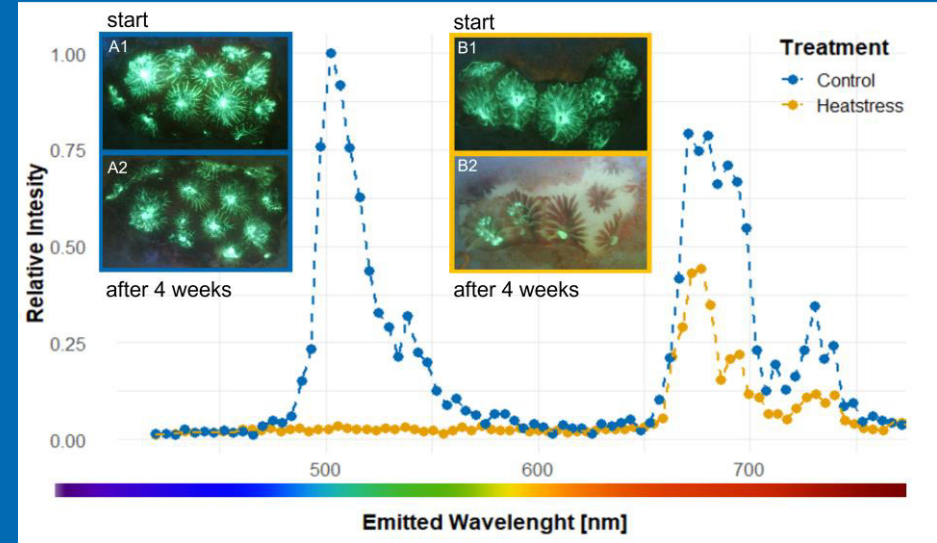 start
start
A1
B1
A2
B2
after 4 weeks
after 4 weeks
Treatment
Control
Heatstress
Relative Intesity
1.00
0.75
0.50
0.25
0.00
500
600
700
Emitted Wavelenght [nm]